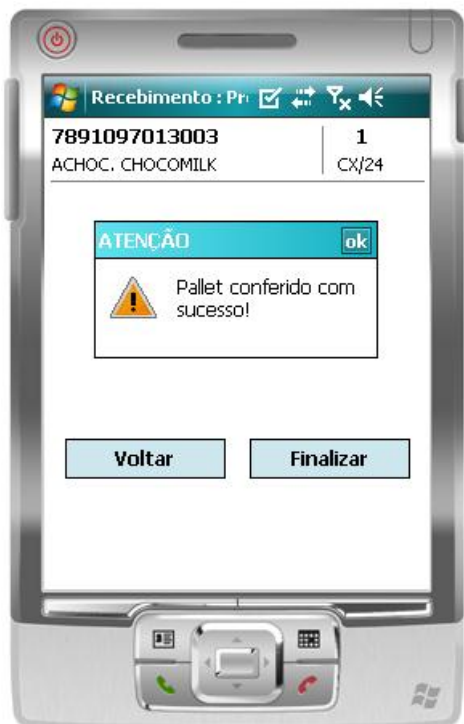 Recebimento : Pr
7891097013003
1
ACHOC. CHOCOMILK
CX/24
ATENÇÃO
ok
Pallet conferido com
sucesso!
Voltar
Finalizar